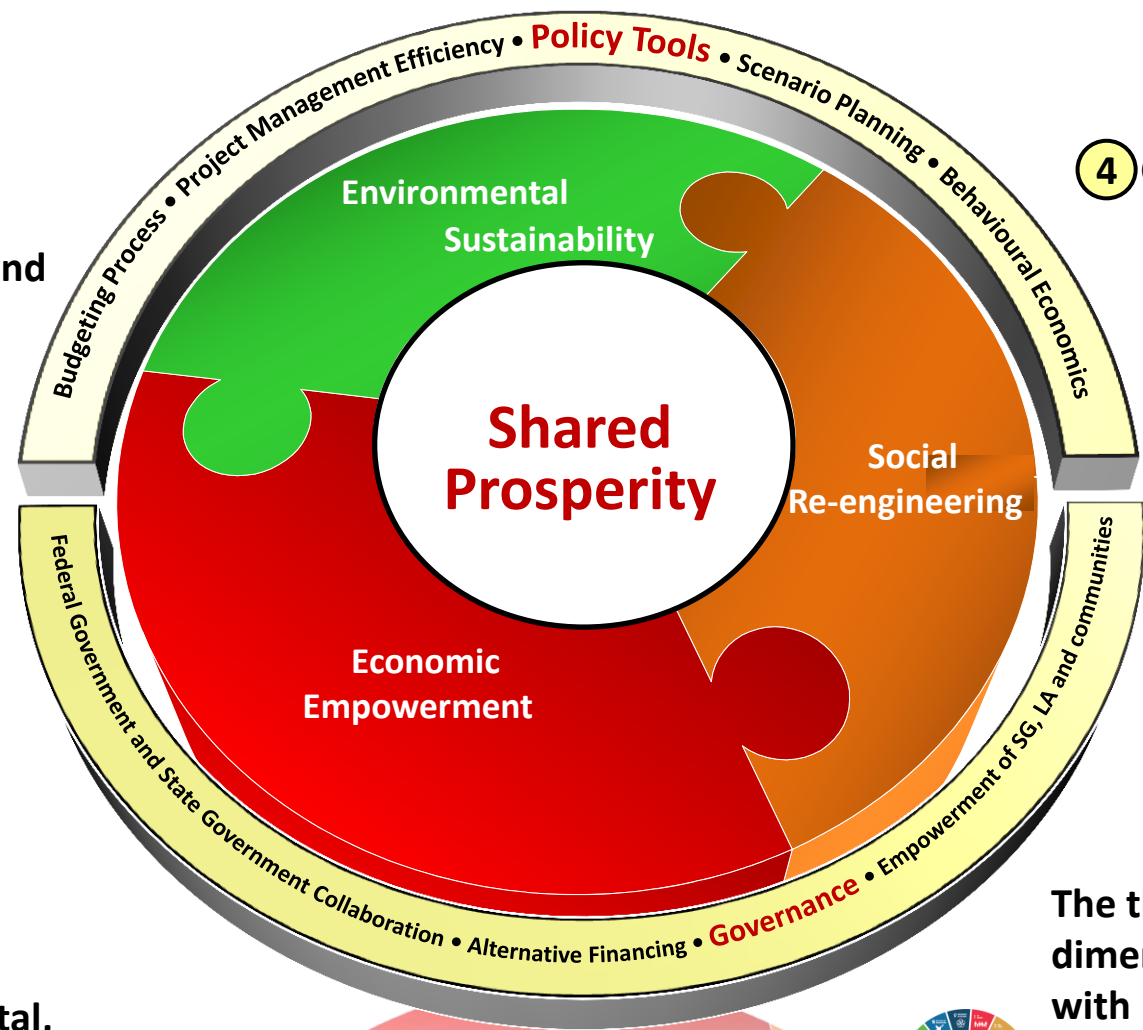 Budgeting Process • Project Management Efficiency • Policy Tools • Scenario Planning • Behavioural Economics
4
nd
Environmental
Sustainability
Shared
Prosperity
Social
Re-engineering
Economic
Empowerment
Federal Government and State Government Collaboration • Alternative Financing • Governance • Empowerment of SG, LA and communities
The t
dimer
with
tal.